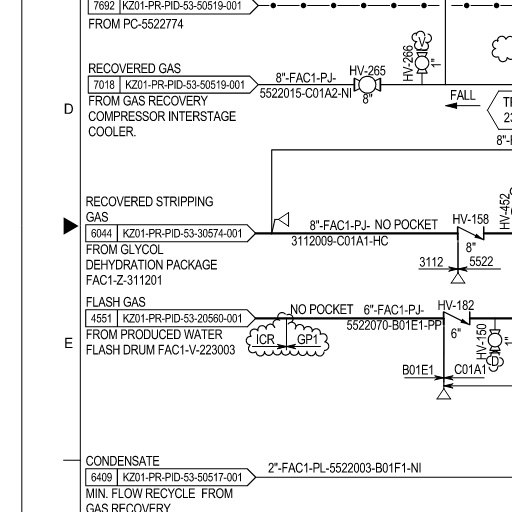 7692 KZ01-PR-PID-53-50519-001
FROM PC-5522774
RECOVERED GAS
7018 KZ01-PR-PID-53-50519-001
FROM GAS RECOVERY
COMPRESSOR INTERSTAGE
COOLER.
8"-FAC1-PJ-
5522015-C01A2-NI
HV-265
8"
HV-266
1"
FALL
D
RECOVERED STRIPPING
GAS
6044 KZ01-PR-PID-53-30574-001
FROM GLYCOL
DEHYDRATION PACKAGE
FAC1-Z-311201
8"-FAC1-PJ- NO POCKET
3112009-C01A1-HC
HV-158
8"
HV-452
3112 5522
FLASH GAS
4551 KZ01-PR-PID-53-20560-001
FROM PRODUCED WATER
FLASH DRUM FAC1-V-223003
NO POCKET 6"-FAC1-PJ-
5522070-B01E1-PP
HV-182
6"
HV-150
1"
ICR GP1
B01E1 C01A1
E
CONDENSATE
6409 KZ01-PR-PID-53-50517-001
MIN. FLOW RECYCLE FROM
GAS RECOVERY
2"-FAC1-PL-5522003-B01F1-NI